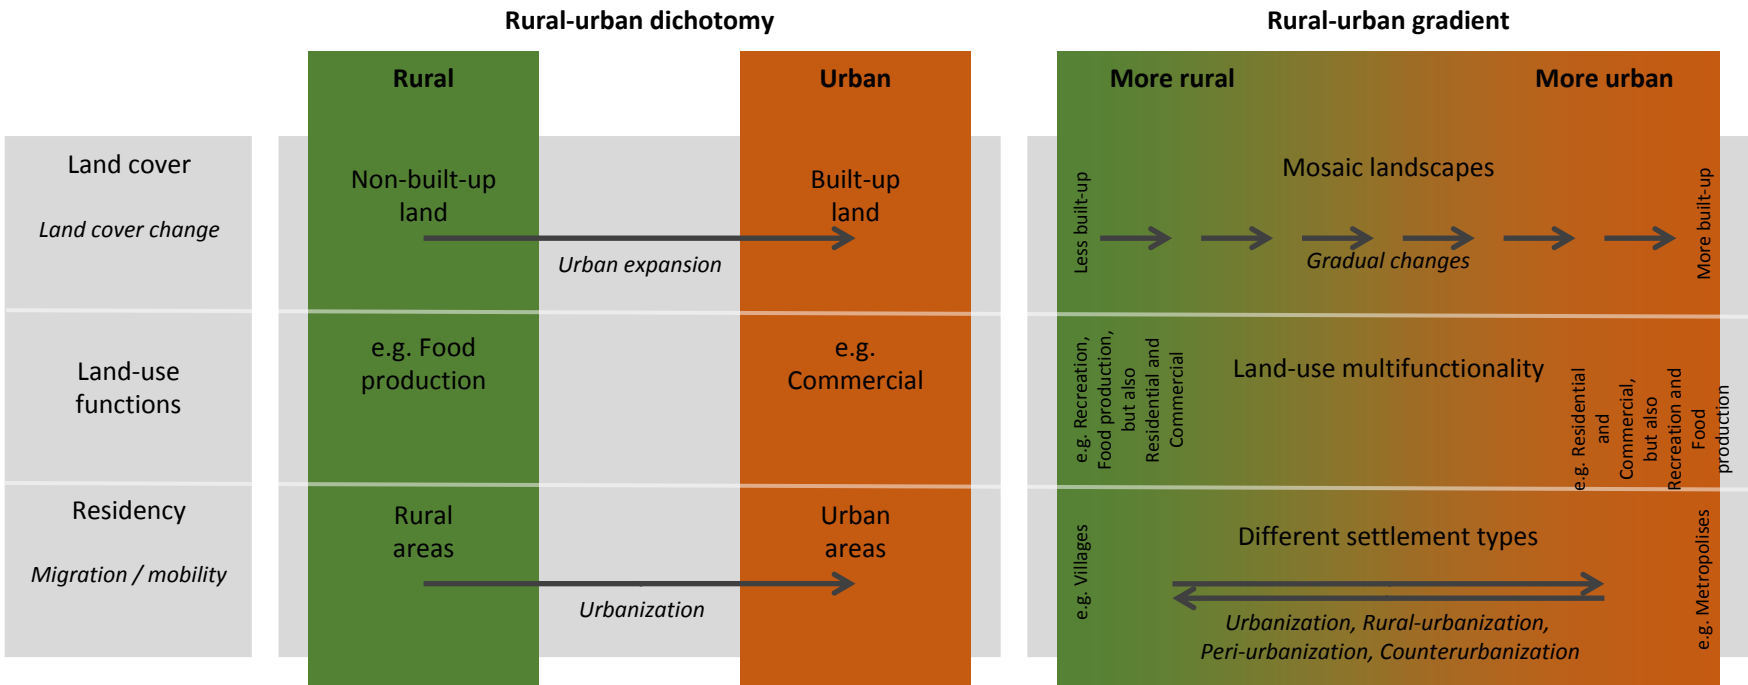 Rural-urban dichotomy
Rural-urban gradient
Rural
Urban
More rural
More urban
Land cover
Land cover change
Non-built-up
land
Built-up
land
Urban expansion
Less built-up
Mosaic landscapes
Gradual changes
More built-up
Land-use
functions
e.g. Food
production
e.g.
Commercial
e.g. Recreation,
Food production,
but also
Residential and
Commercial
Land-use multifunctionality
e.g. Residential
and
Commercial,
but also
Recreation and
Food
production
Residency
Migration / mobility
Rural
areas
Urban
areas
Urbanization
e.g. Villages
Different settlement types
Urbanization, Rural-urbanization,
Peri-urbanization, Counterurbanization
e.g. Metropolises